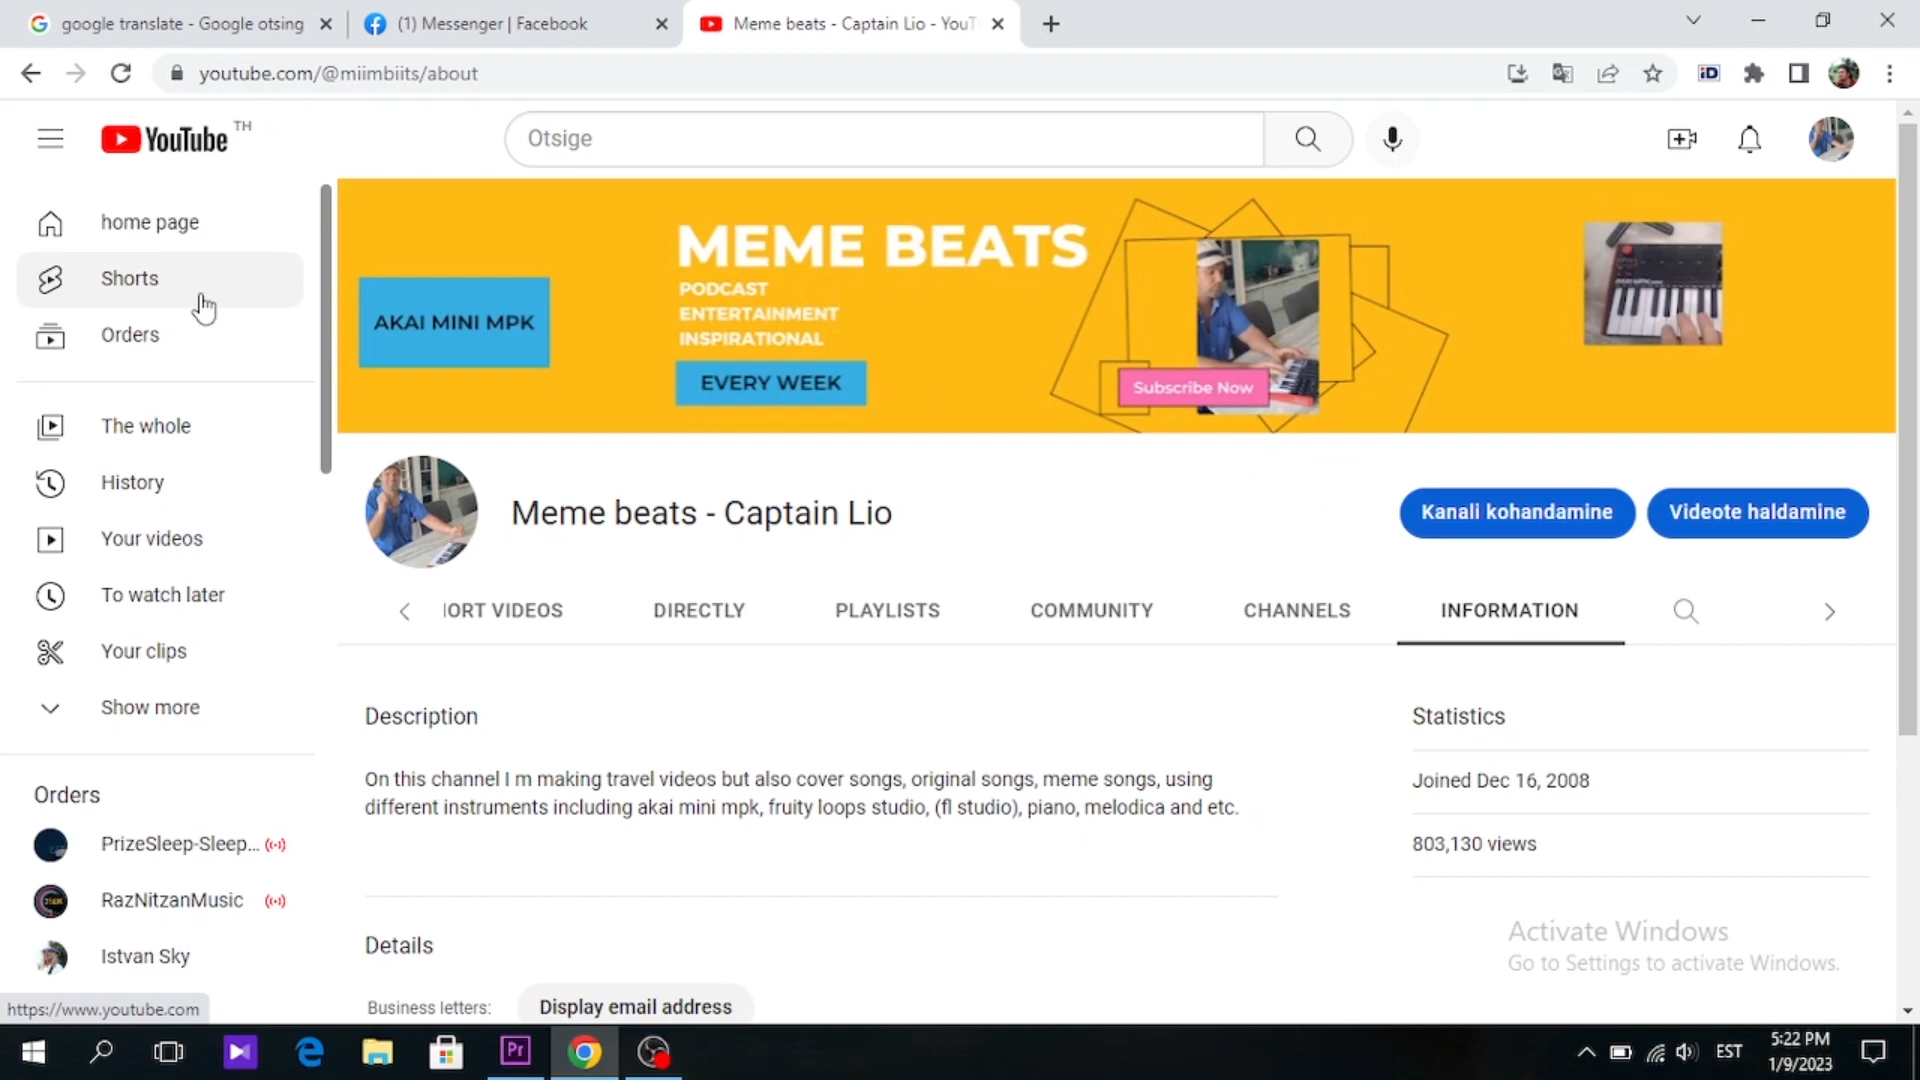 google translate - Google otsing
(1) Messenger | Facebook
Meme beats - Captain Lio - YouT
youtube.com/@miimbiits/about
iD
YouTube TH
Otsige
home page
Shorts
Orders
The whole
History
Your videos
To watch later
Your clips
Show more
Orders
PrizeSleep-Sleep...
RazNitzanMusic
Istvan Sky
https://www.youtube.com
AKAI MINI MPK
MEME BEATS
PODCAST
ENTERTAINMENT
INSPIRATIONAL
EVERY WEEK
Subscribe Now
Meme beats - Captain Lio
Kanali kohandamine
Videote haldamine
IORT VIDEOS
DIRECTLY
PLAYLISTS
COMMUNITY
CHANNELS
INFORMATION
Description
On this channel I m making travel videos but also cover songs, original songs, meme songs, using
different instruments including akai mini mpk, fruity loops studio, (fl studio), piano, melodica and etc.
Statistics
Joined Dec 16, 2008
803,130 views
Details
Business letters:
Display email address
Activate Windows
Go to Settings to activate Windows.
Pr
EST
5:22 PM
1/9/2023